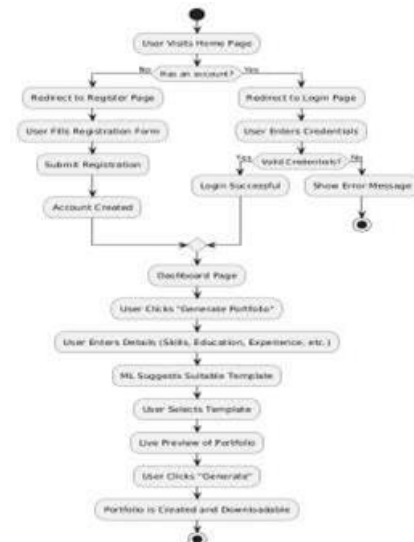 User Visits Home Page
No
Has an account?
Yes
Redirect to Register Page
Redirect to Login Page
User Fills Registration Form
User Enters Credentials
Submit Registration
Yes
Valid Credentials?
No
Account Created
Login Successful
Show Error Message
Dashboard Page
User Clicks "Generate Portfolio"
User Enters Details (Skills, Education, Experience, etc.)
ML Suggests Suitable Template
User Selects Template
Live Preview of Portfolio
User Clicks "Generate"
Portfolio is Created and Downloadable